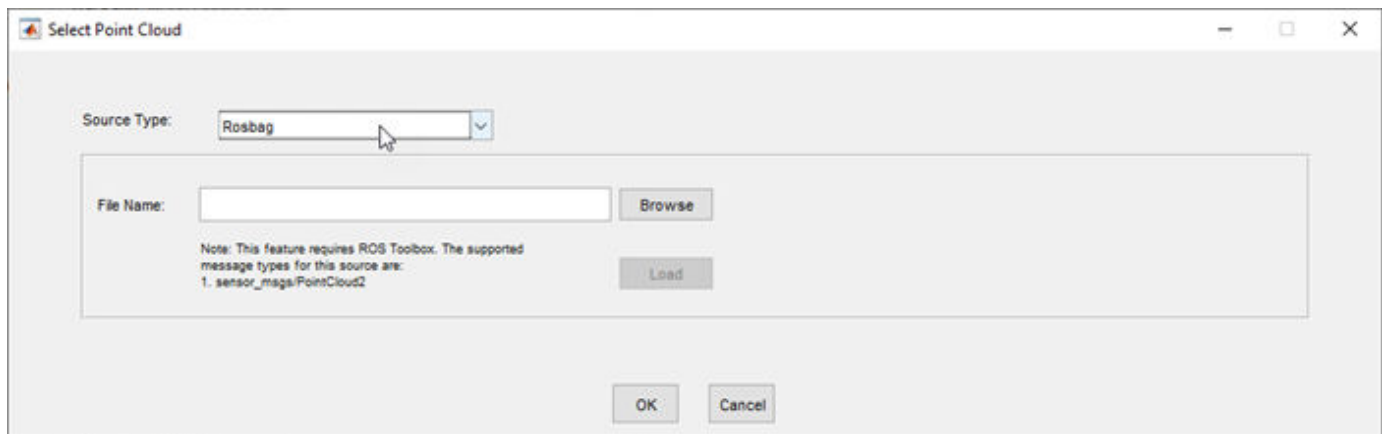 Select Point Cloud
Source Type: Rosbag
File Name: Browse
Note: This feature requires ROS Toolbox. The supported
message types for this source are:
1. sensor_msgs/PointCloud2
Load
OK Cancel